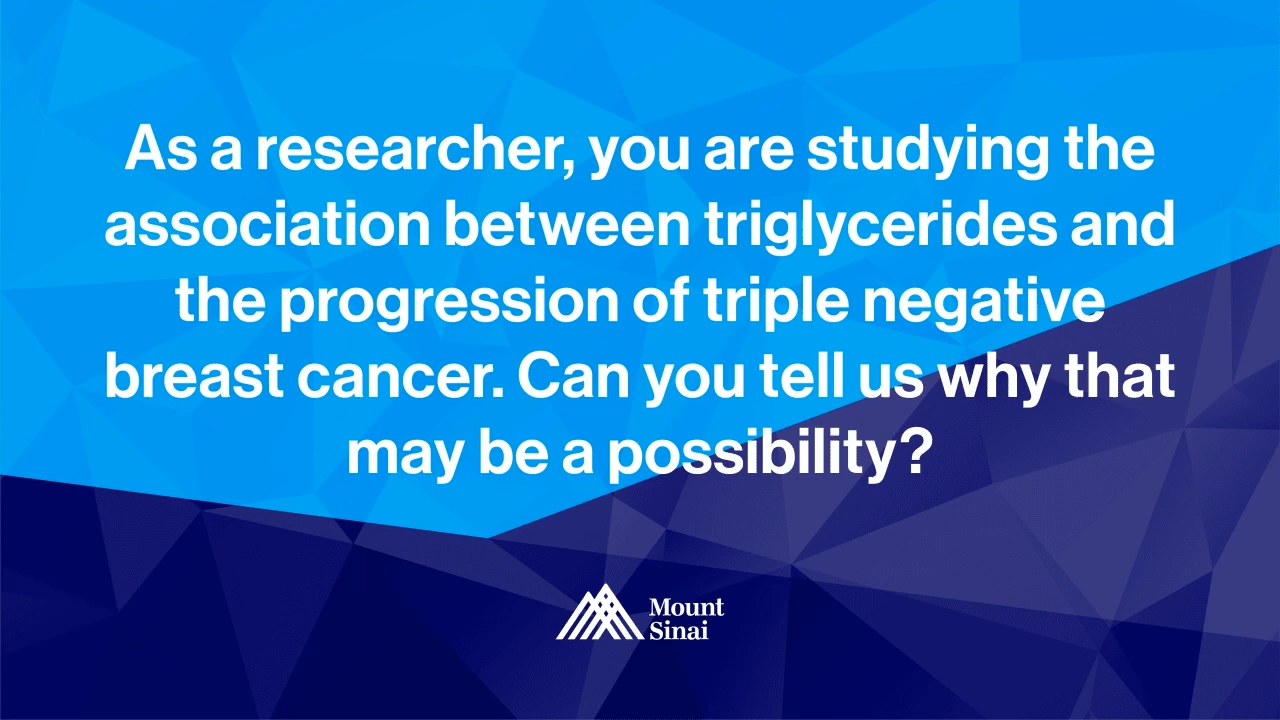 As a researcher, you are studying the
association between triglycerides and
the progression of triple negative
breast cancer. Can you tell us why that
may be a possibility?
Mount
Sinai